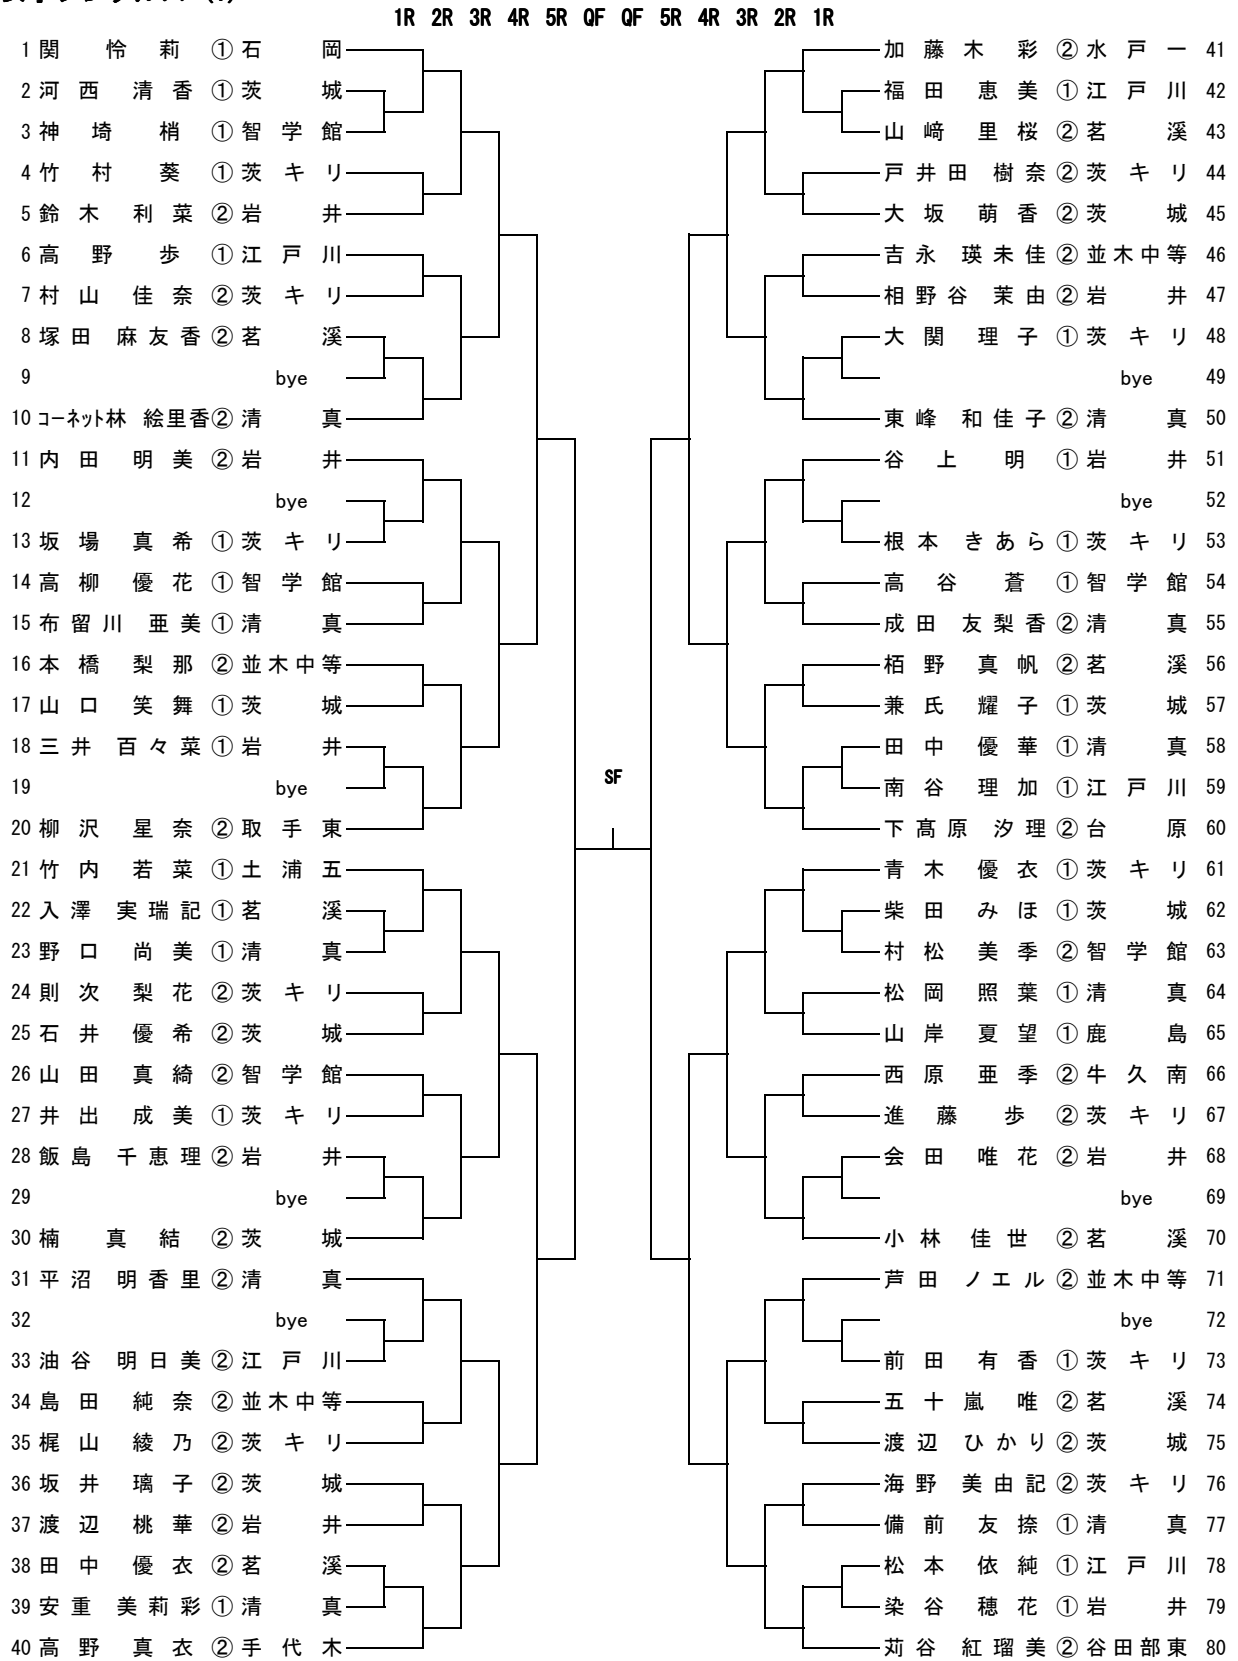 1R 2R 3R 4R 5R QF QF 5R 4R 3R 2R 1R
1 関 怜 莉 ① 石 岡
2 河 西 清 香 ① 茨 城
3 神 埼 梢 ① 智 学 館
4 竹 村 葵 ① 茨 キ リ
5 鈴 木 利 菜 ② 岩 井
6 高 野 歩 ① 江 戸 川
7 村 山 佳 奈 ② 茨 キ リ
8 塚 田 麻 友 香 ② 茗 溪
9 bye
10 コーネット林 絵里香 ② 清 真
11 内 田 明 美 ② 岩 井
12 bye
13 坂 場 真 希 ① 茨 キ リ
14 高 柳 優 花 ① 智 学 館
15 布 留 川 亜 美 ① 清 真
16 本 橋 梨 那 ② 並 木 中 等
17 山 口 笑 舞 ① 茨 城
18 三 井 百 々 菜 ① 岩 井
19 bye
20 柳 沢 星 奈 ② 取 手 東
21 竹 内 若 菜 ① 土 浦 五
22 入 澤 実 瑞 記 ① 茗 溪
23 野 口 尚 美 ① 清 真
24 則 次 梨 花 ② 茨 キ リ
25 石 井 優 希 ② 茨 城
26 山 田 真 綺 ② 智 学 館
27 井 出 成 美 ① 茨 キ リ
28 飯 島 千 恵 理 ② 岩 井
29 bye
30 楠 真 結 ② 茨 城
31 平 沼 明 香 里 ② 清 真
32 bye
33 油 谷 明 日 美 ② 江 戸 川
34 島 田 純 奈 ② 並 木 中 等
35 梶 山 綾 乃 ② 茨 キ リ
36 坂 井 璃 子 ② 茨 城
37 渡 辺 桃 華 ② 岩 井
38 田 中 優 衣 ② 茗 溪
39 安 重 美 莉 彩 ① 清 真
40 高 野 真 衣 ② 手 代 木
SF
加 藤 木 彩 ② 水 戸 一 41
福 田 恵 美 ① 江 戸 川 42
山 﨑 里 桜 ② 茗 溪 43
戸 井 田 樹 奈 ② 茨 キ リ 44
大 坂 萌 香 ② 茨 城 45
吉 永 瑛 未 佳 ② 並 木 中 等 46
相 野 谷 茉 由 ② 岩 井 47
大 関 理 子 ① 茨 キ リ 48
bye 49
東 峰 和 佳 子 ② 清 真 50
谷 上 明 ① 岩 井 51
bye 52
根 本 き あ ら ① 茨 キ リ 53
高 谷 蒼 ① 智 学 館 54
成 田 友 梨 香 ② 清 真 55
栢 野 真 帆 ② 茗 溪 56
兼 氏 耀 子 ① 茨 城 57
田 中 優 華 ① 清 真 58
南 谷 理 加 ① 江 戸 川 59
下 髙 原 汐 理 ② 台 原 60
青 木 優 衣 ① 茨 キ リ 61
柴 田 み ほ ① 茨 城 62
村 松 美 季 ② 智 学 館 63
松 岡 照 葉 ① 清 真 64
山 岸 夏 望 ① 鹿 島 65
西 原 亜 季 ② 牛 久 南 66
進 藤 歩 ② 茨 キ リ 67
会 田 唯 花 ② 岩 井 68
bye 69
小 林 佳 世 ② 茗 溪 70
芦 田 ノ エ ル ② 並 木 中 等 71
bye 72
前 田 有 香 ① 茨 キ リ 73
五 十 嵐 唯 ② 茗 溪 74
渡 辺 ひ か り ② 茨 城 75
海 野 美 由 記 ② 茨 キ リ 76
備 前 友 捺 ① 清 真 77
松 本 依 純 ① 江 戸 川 78
染 谷 穂 花 ① 岩 井 79
苅 谷 紅 瑠 美 ② 谷 田 部 東 80